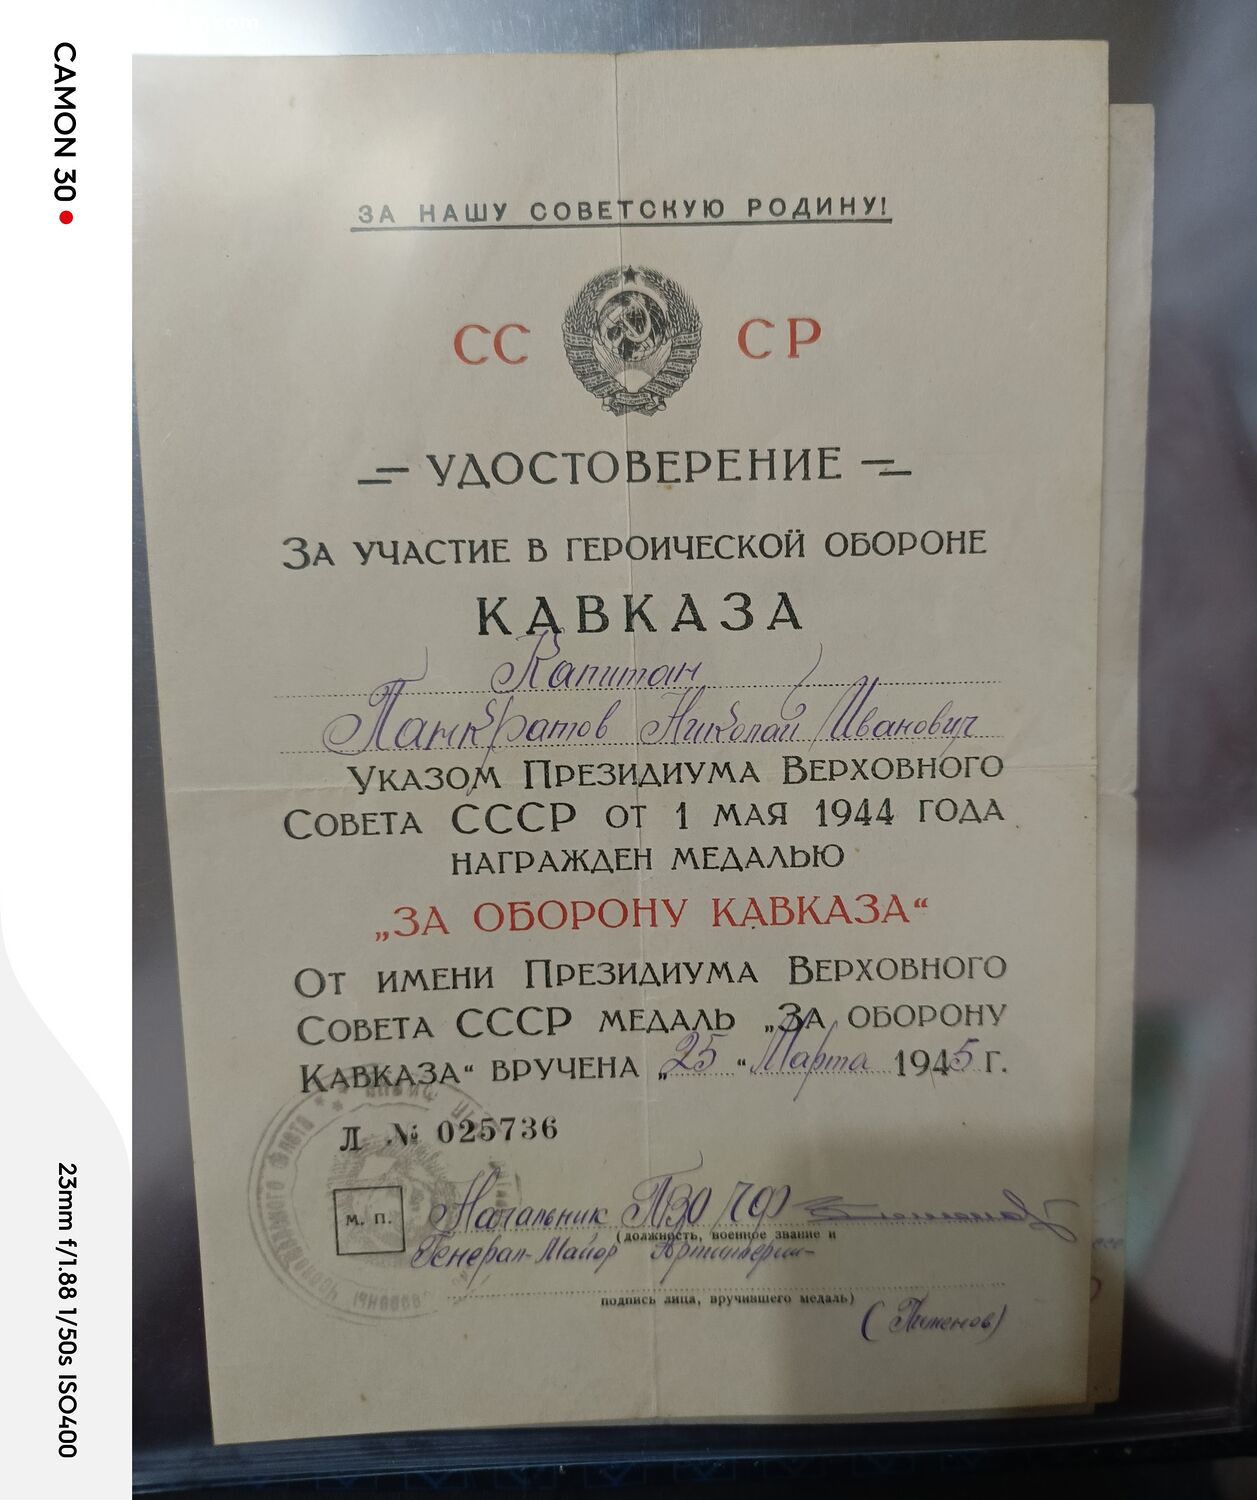 CAMON 30
23mm f/1.88 1/50s ISO400
ЗА НАШУ СОВЕТСКУЮ РОДИНУ!
СС СР
УДОСТОВЕРЕНИЕ
ЗА УЧАСТИЕ В ГЕРОИЧЕСКОЙ ОБОРОНЕ
КАВКАЗА
Капитан
Панкратов Николай Иванович
УКАЗОМ ПРЕЗИДИУМА ВЕРХОВНОГО
СОВЕТА СССР ОТ 1 МАЯ 1944 ГОДА
НАГРАЖДЕН МЕДАЛЬЮ
„ЗА ОБОРОНУ КАВКАЗА“
ОТ ИМЕНИ ПРЕЗИДИУМА ВЕРХОВНОГО
СОВЕТА СССР МЕДАЛЬ „ЗА ОБОРОНУ
КАВКАЗА“ ВРУЧЕНА „25“ Марта 1945 Г.
Л № 025736
М. П.
Начальник ПВО ЧФ
(должность, военное звание и
Генерал-Майор Артиллерии-
подпись лица, вручившего медаль)